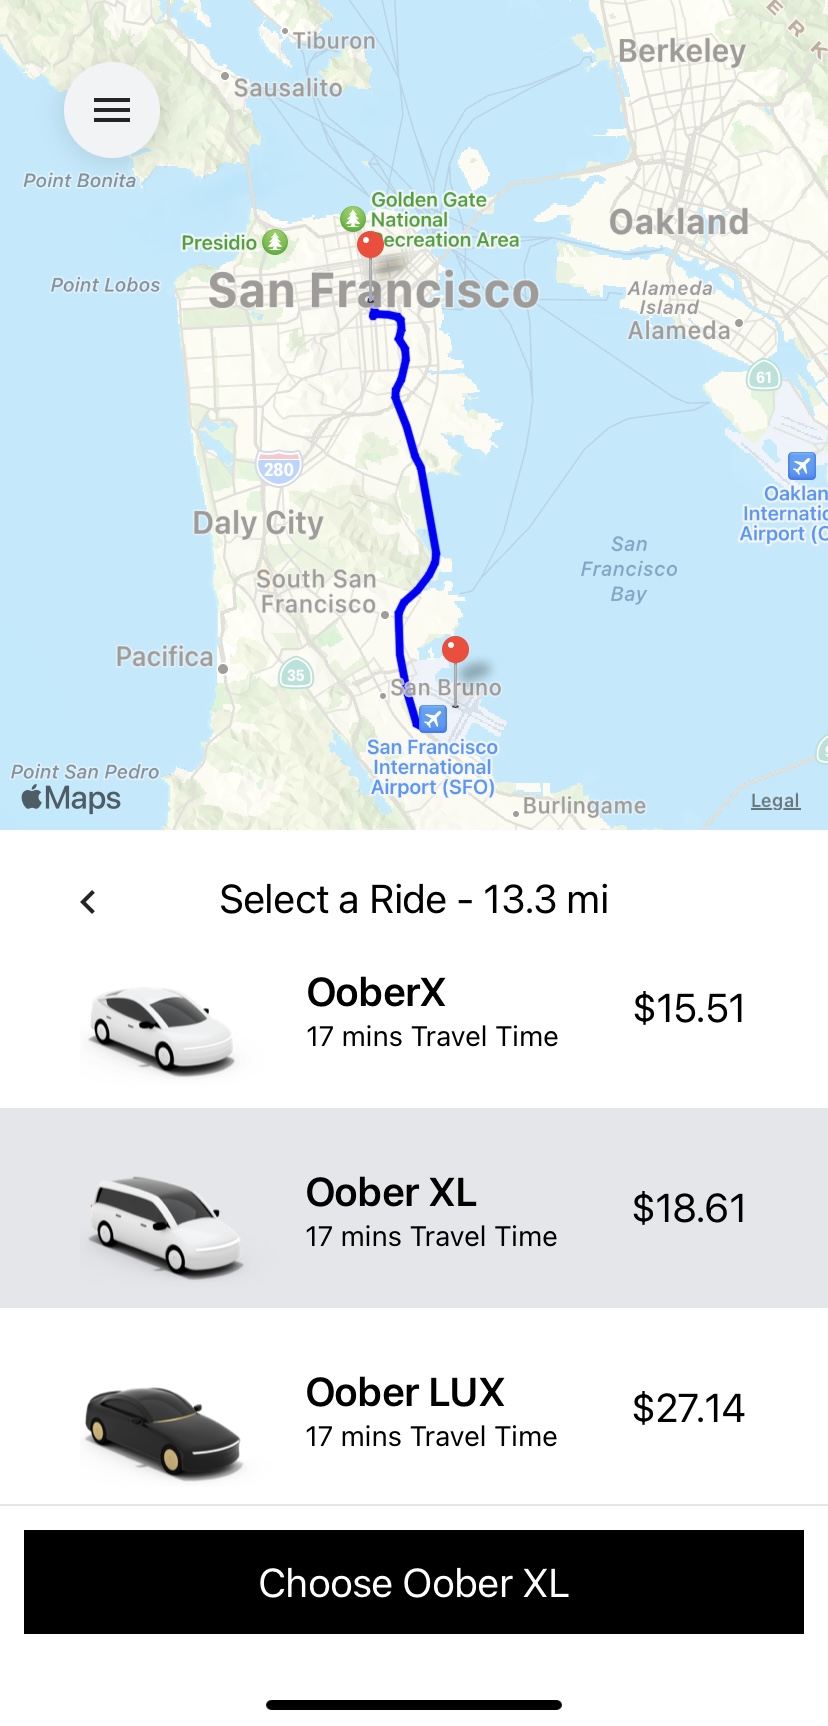 Tiburon
Berkeley
Sausalito
Point Bonita
Golden Gate
National
Recreation Area
Presidio
Oakland
Point Lobos
San Francisco
Alameda
Island
Alameda
61
280
Oaklan
Internatio
Airport (O
Daly City
San
Francisco
Bay
South San
Francisco
Pacifica
35
San Bruno
San Francisco
International
Airport (SFO)
Point San Pedro
Maps
Burlingame
Legal
Select a Ride - 13.3 mi
OoberX
17 mins Travel Time
$15.51
Oober XL
17 mins Travel Time
$18.61
Oober LUX
17 mins Travel Time
$27.14
Choose Oober XL